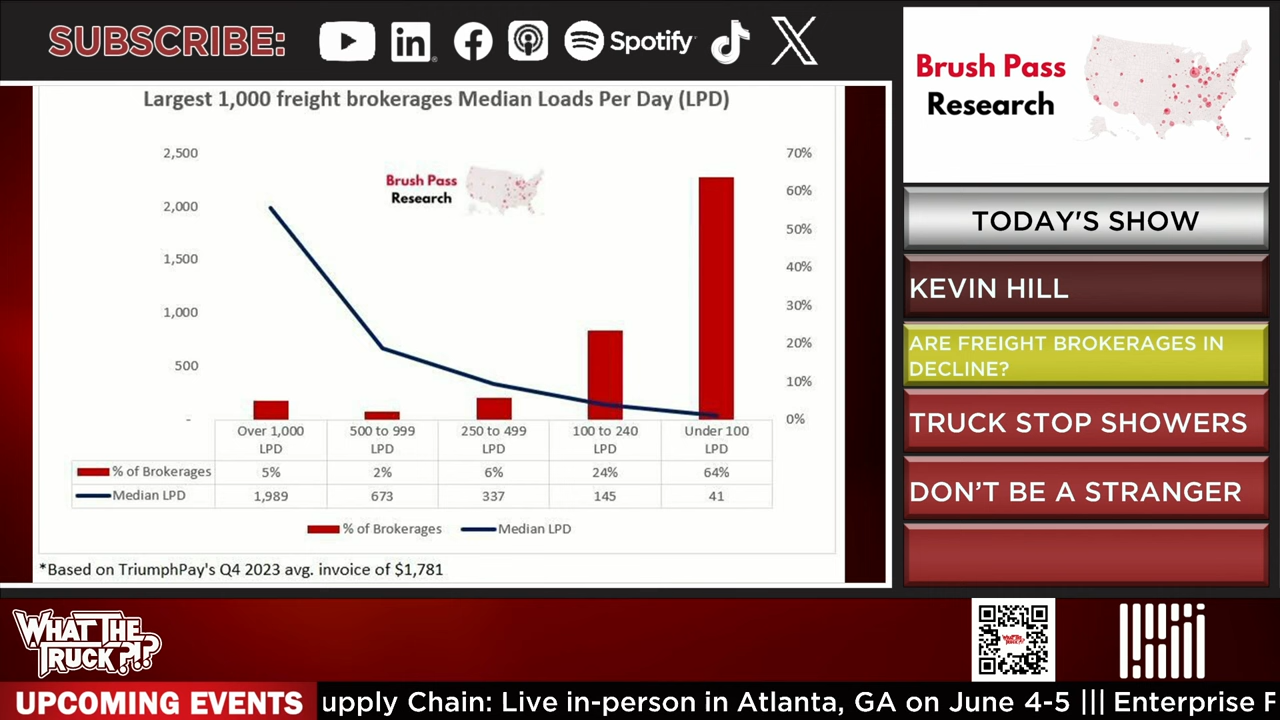 SUBSCRIBE:
Spotify
Brush Pass
Research
Largest 1,000 freight brokerages Median Loads Per Day (LPD)
2,500
2,000
1,500
1,000
500
-
Brush Pass
Research
70%
60%
50%
40%
30%
20%
10%
0%
Over 1,000 LPD 500 to 999 LPD 250 to 499 LPD 100 to 240 LPD Under 100 LPD
% of Brokerages 5% 2% 6% 24% 64%
Median LPD 1,989 673 337 145 41
% of Brokerages Median LPD
*Based on TriumphPay's Q4 2023 avg. invoice of $1,781
TODAY'S SHOW
KEVIN HILL
ARE FREIGHT BROKERAGES IN
DECLINE?
TRUCK STOP SHOWERS
DON'T BE A STRANGER
WHAT THE
TRUCK?!?
UPCOMING EVENTS
upply Chain: Live in-person in Atlanta, GA on June 4-5 ||| Enterprise F